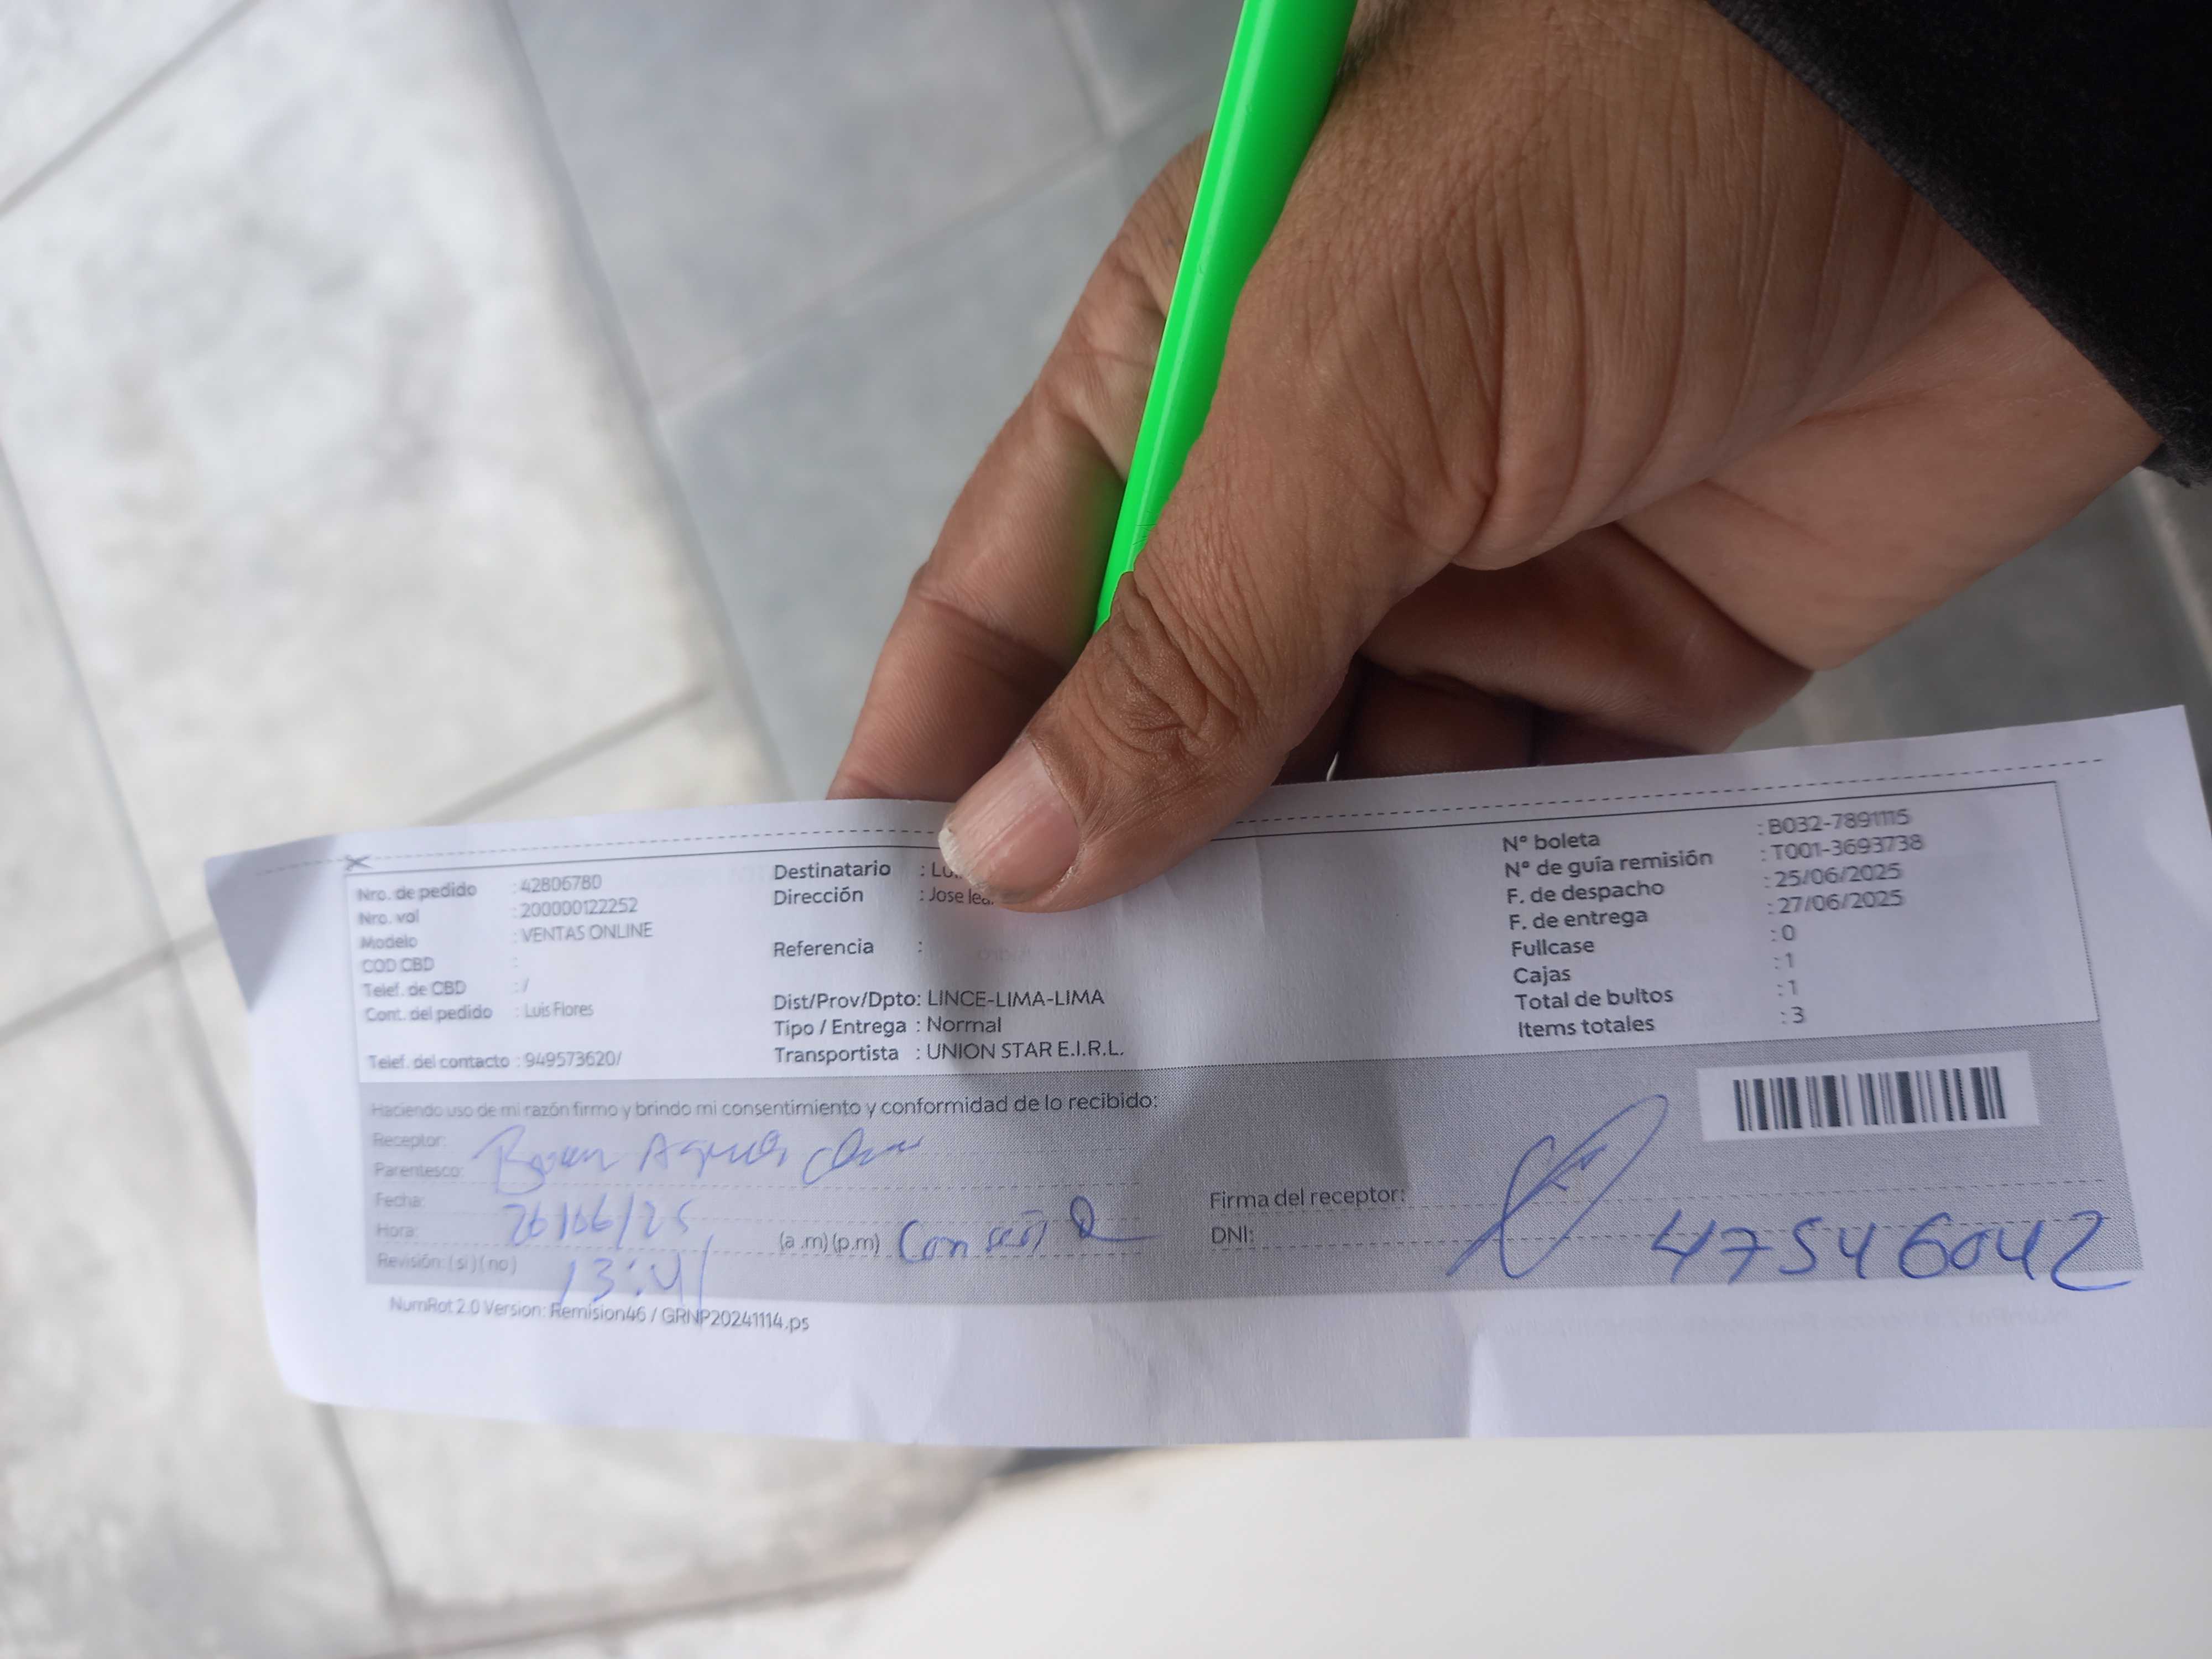 Nro. de pedido : 42806780
Nro. val : 200000122252
Modelo : VENTAS ONLINE
COD CBD :
Telef. de CBD : /
Cont. del pedido : Luis Flores
Telef. del contacto : 949573620/
Destinatario :
Dirección : Jose
Referencia :
Dist/Prov/Dpto: LINCE-LIMA-LIMA
Tipo / Entrega : Normal
Transportista : UNION STAR E.I.R.L.
N° boleta : B032-7891115
N° de guía remisión : T001-3693738
F. de despacho : 25/06/2025
F. de entrega : 27/06/2025
Fullcase : 0
Cajas : 1
Total de bultos : 1
Items totales : 3
Haciendo uso de mi razón firmo y brindo mi consentimiento y conformidad de lo recibido:
Receptor:
Parentesco:
Fecha: 26/06/25
Hora: 13:41 (a .m) (p.m)
Revisión: ( si ) ( no )
Firma del receptor:
DNI: 47546042
NumRot 2.0 Version: Remision46 / GRNP20241114.ps